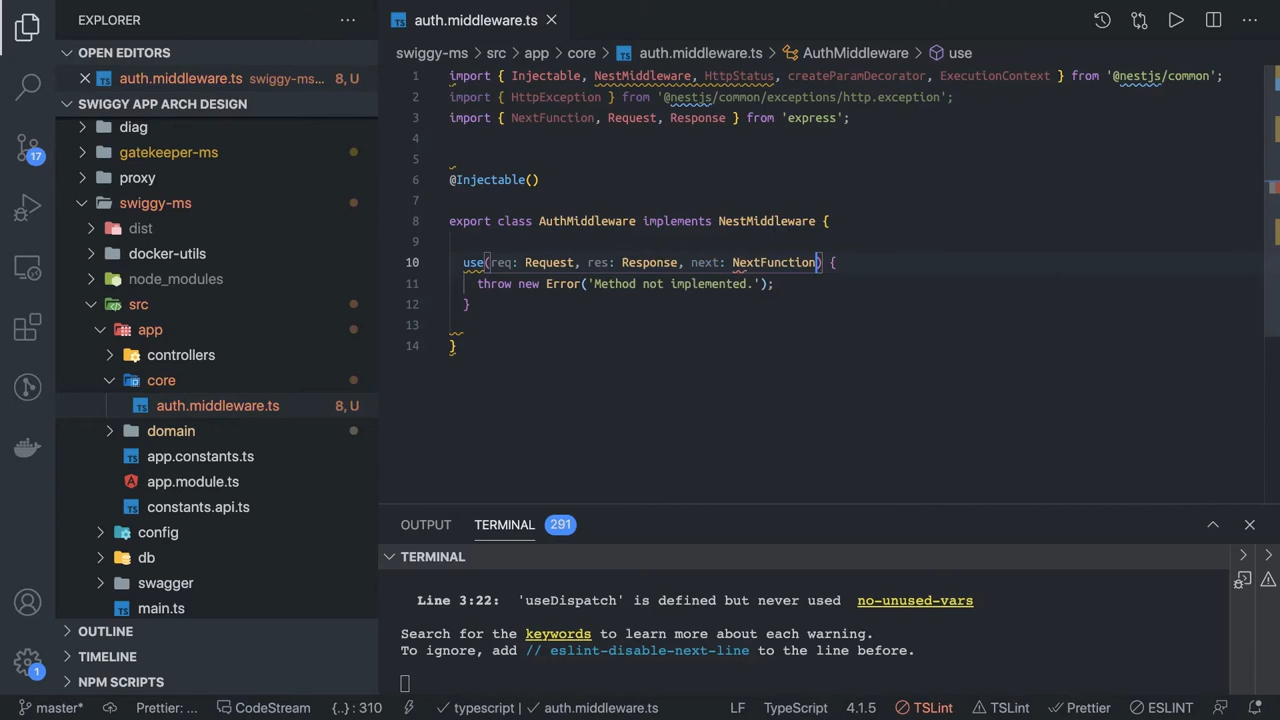 EXPLORER
OPEN EDITORS
auth.middleware.ts swiggy-ms... 8, U
SWIGGY APP ARCH DESIGN
diag
gatekeeper-ms
proxy
swiggy-ms
dist
docker-utils
node_modules
src
app
controllers
core
auth.middleware.ts 8, U
domain
app.constants.ts
app.module.ts
constants.api.ts
config
db
swagger
main.ts
OUTLINE
TIMELINE
NPM SCRIPTS
17
1
auth.middleware.ts
swiggy-ms > src > app > core > auth.middleware.ts > AuthMiddleware > use
1 import { Injectable, NestMiddleware, HttpStatus, createParamDecorator, ExecutionContext } from '@nestjs/common';
2 import { HttpException } from '@nestjs/common/exceptions/http.exception';
3 import { NextFunction, Request, Response } from 'express';
4
5
6 @Injectable()
7
8 export class AuthMiddleware implements NestMiddleware {
9
10 use(req: Request, res: Response, next: NextFunction) {
11 throw new Error('Method not implemented.');
12 }
13
14 }
OUTPUT TERMINAL 291
TERMINAL
Line 3:22: 'useDispatch' is defined but never used no-unused-vars
Search for the keywords to learn more about each warning.
To ignore, add // eslint-disable-next-line to the line before.
master* Prettier: ... CodeStream {..} : 310 typescript | auth.middleware.ts LF TypeScript 4.1.5 TSLint TSLint Prettier ESLINT